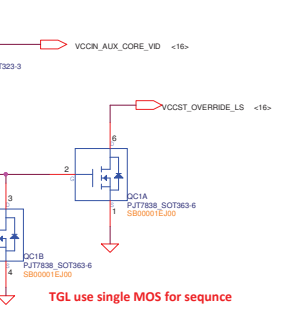 VCCIN_AUX_CORE_VID <16>
T323-3
VCCST_OVERRIDE_LS <16>
6
2
QC1A
PJT7838_SOT363-6
SB00001EJ00
1
3
QC1B
PJT7838_SOT363-6
SB00001EJ00
4
TGL use single MOS for sequnce